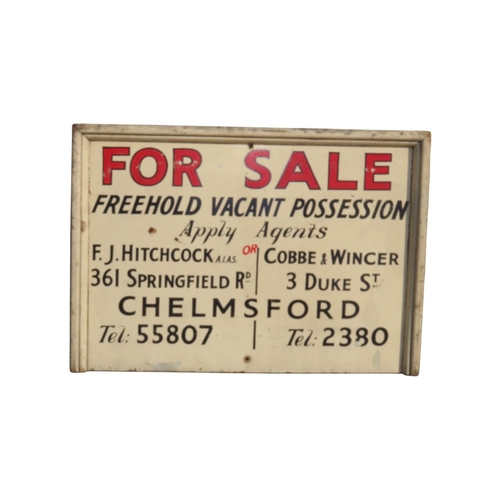 FOR SALE
FREEHOLD VACANT POSSESSION
Apply Agents
F. J. HITCHCOCK A.I.A.S. OR COBBE & WINCER
361 SPRINGFIELD RD 3 DUKE ST
CHELMSFORD
Tel: 55807 Tel: 2380